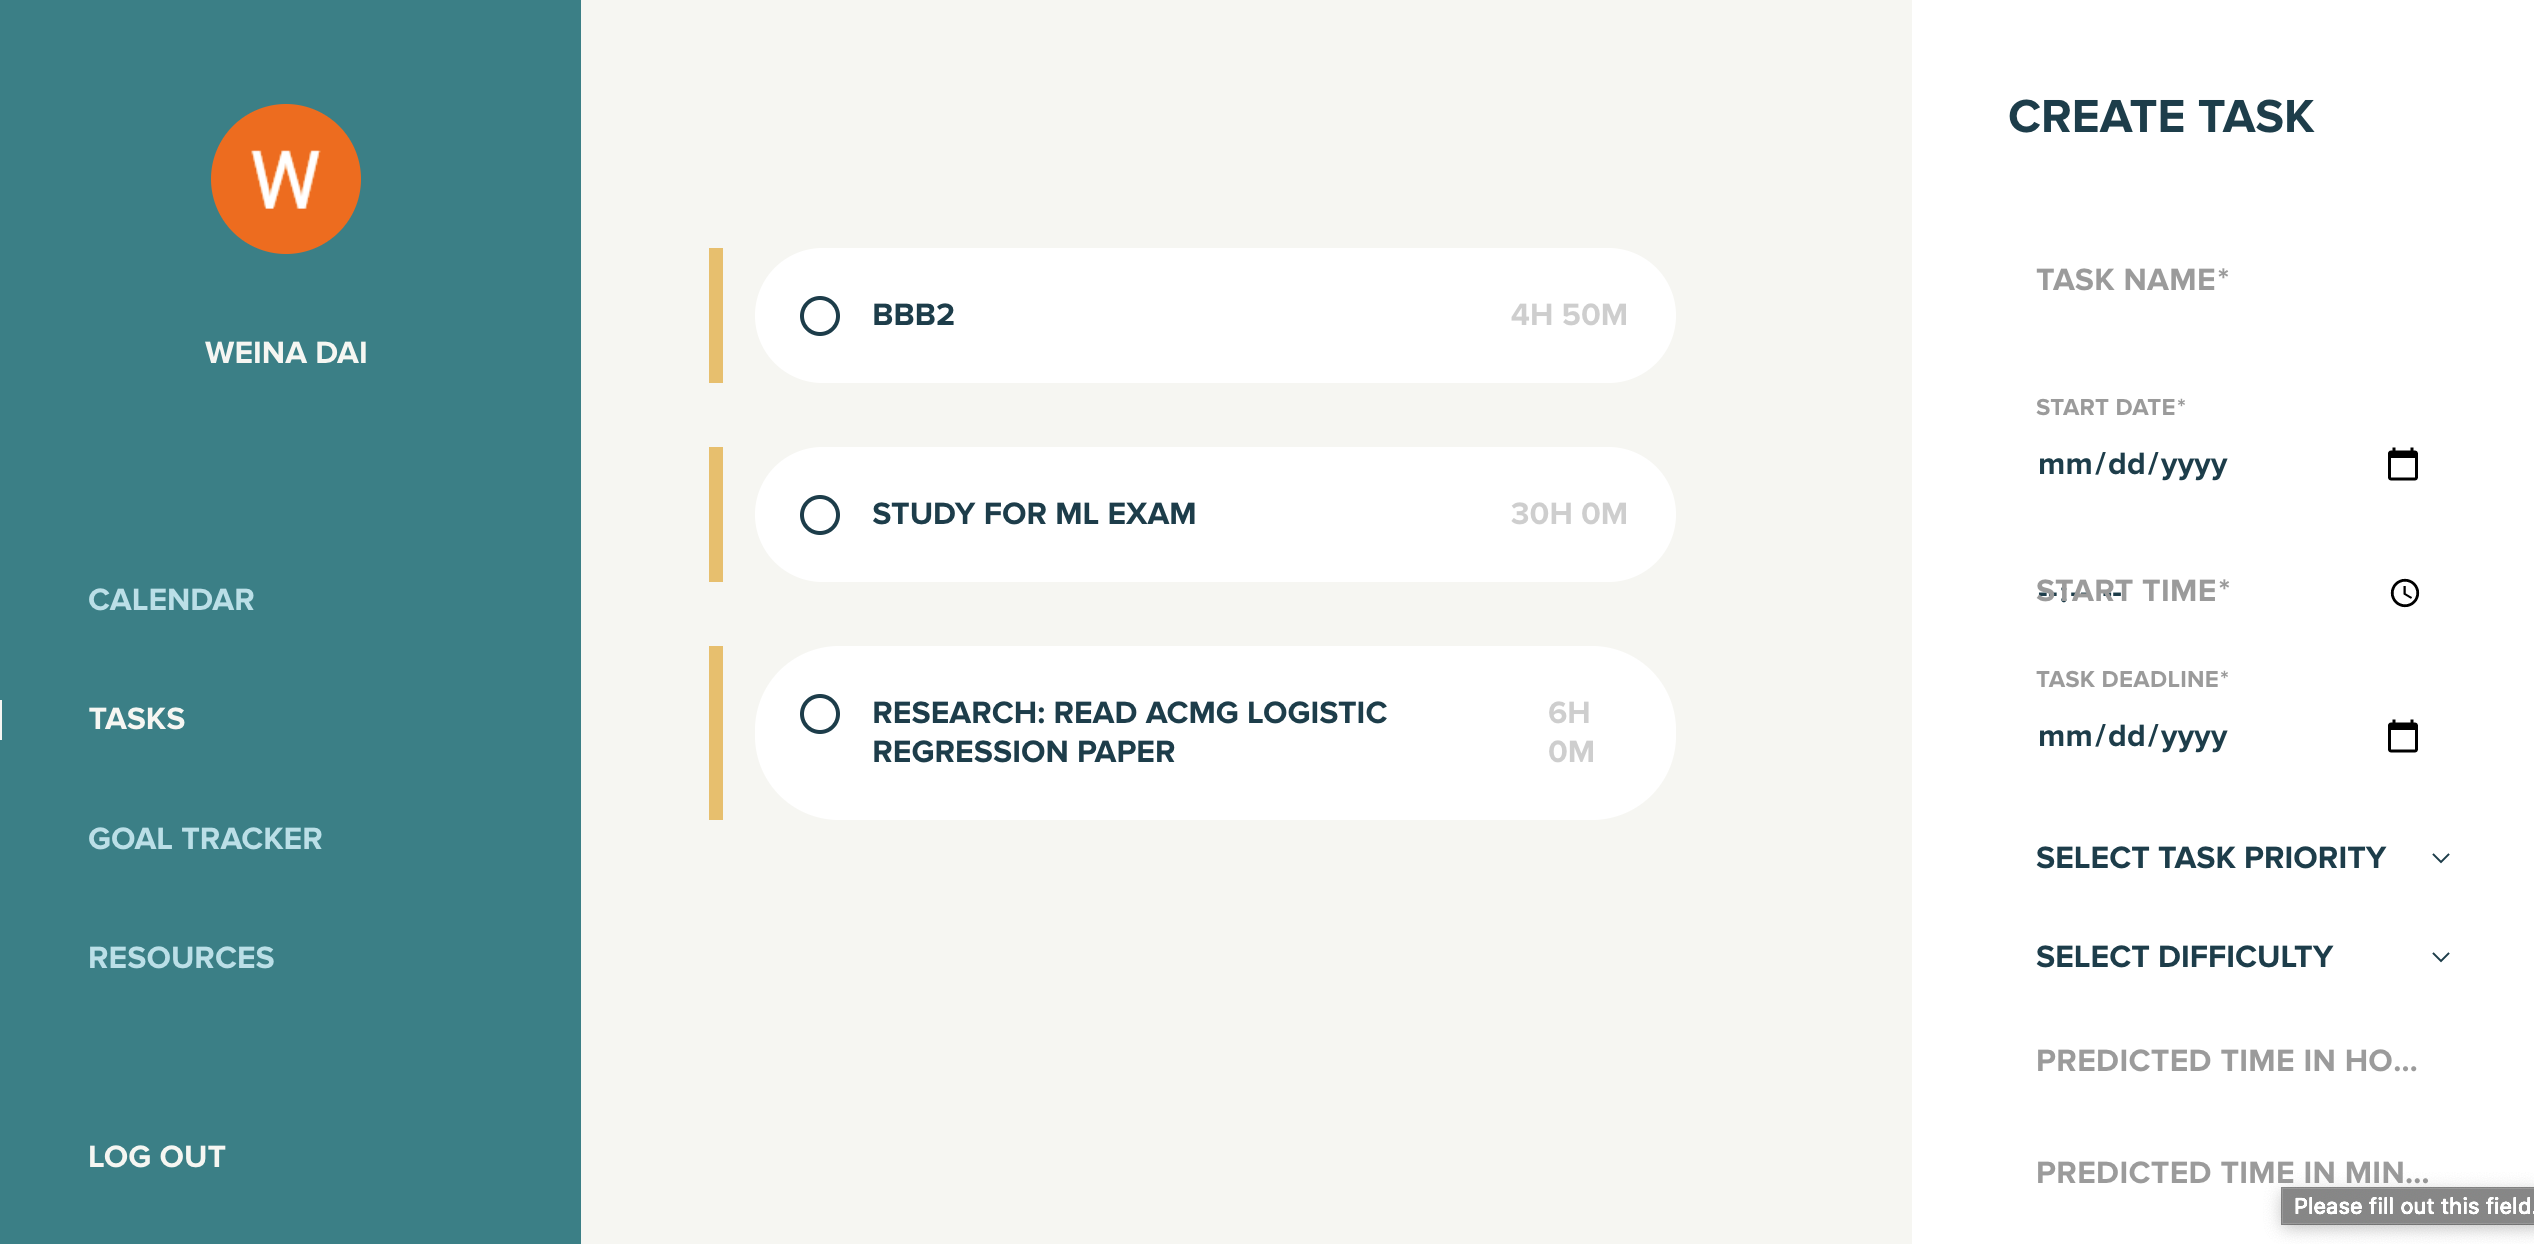 W
WEINA DAI
CALENDAR
TASKS
GOAL TRACKER
RESOURCES
LOG OUT
BBB2 4H 50M
STUDY FOR ML EXAM 30H 0M
RESEARCH: READ ACMG LOGISTIC 6H
REGRESSION PAPER 0M
CREATE TASK
TASK NAME*
START DATE*
mm/dd/yyyy
START TIME*
TASK DEADLINE*
mm/dd/yyyy
SELECT TASK PRIORITY
SELECT DIFFICULTY
PREDICTED TIME IN HO...
PREDICTED TIME IN MIN...
Please fill out this field.